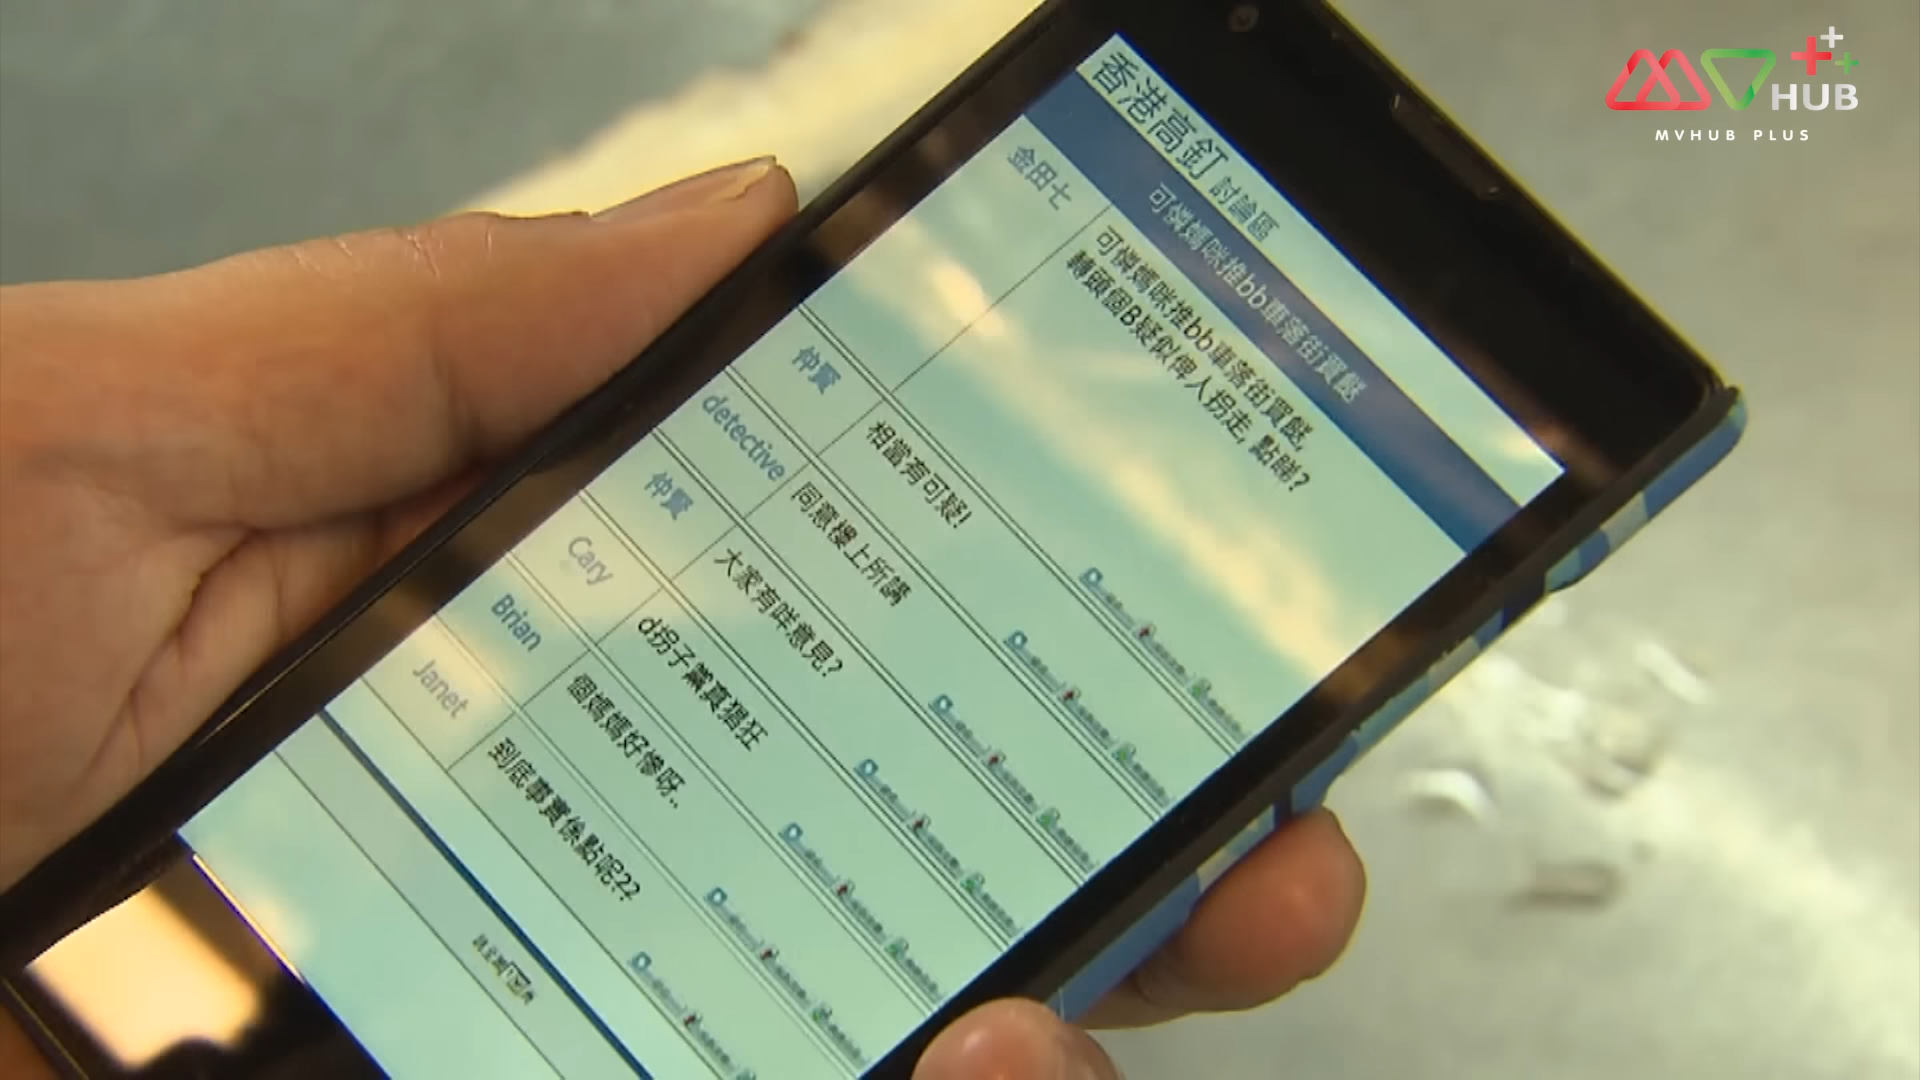 HUB
MVHUB PLUS
香港高釘 討論區
可憐媽咪推bb車落街買餸
金田七
可憐媽咪推bb車落街買餸,
轉頭個B疑似俾人拐走, 點睇?
仲賢
相當有可疑!
detective
同意樓上所講
仲賢
大家有咩意見?
Cary
d拐子黨真猖狂
Brian
個媽媽好慘呀..
Janet
到底事實係點呢??